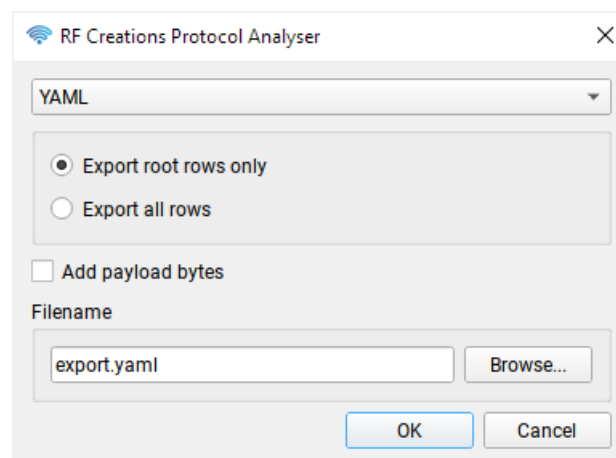 RF Creations Protocol Analyser
YAML
Export root rows only
Export all rows
Add payload bytes
Filename
export.yaml Browse...
OK Cancel